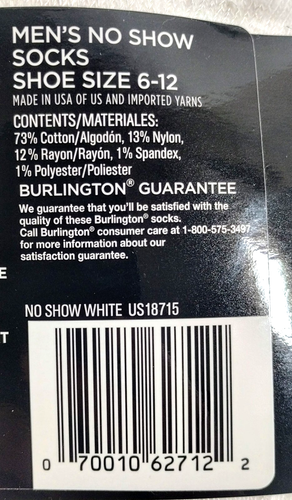 MEN'S NO SHOW
SOCKS
SHOE SIZE 6-12
MADE IN USA OF US AND IMPORTED YARNS
CONTENTS/MATERIALES:
73% Cotton/Algodón, 13% Nylon,
12% Rayon/Rayón, 1% Spandex,
1% Polyester/Poliester
BURLINGTON® GUARANTEE
We guarantee that you'll be satisfied with the
quality of these Burlington® socks.
Call Burlington® consumer care at 1-800-575-3497
for more information about our
satisfaction guarantee.
E
NO SHOW WHITE US18715
T
0 70010 62712 2